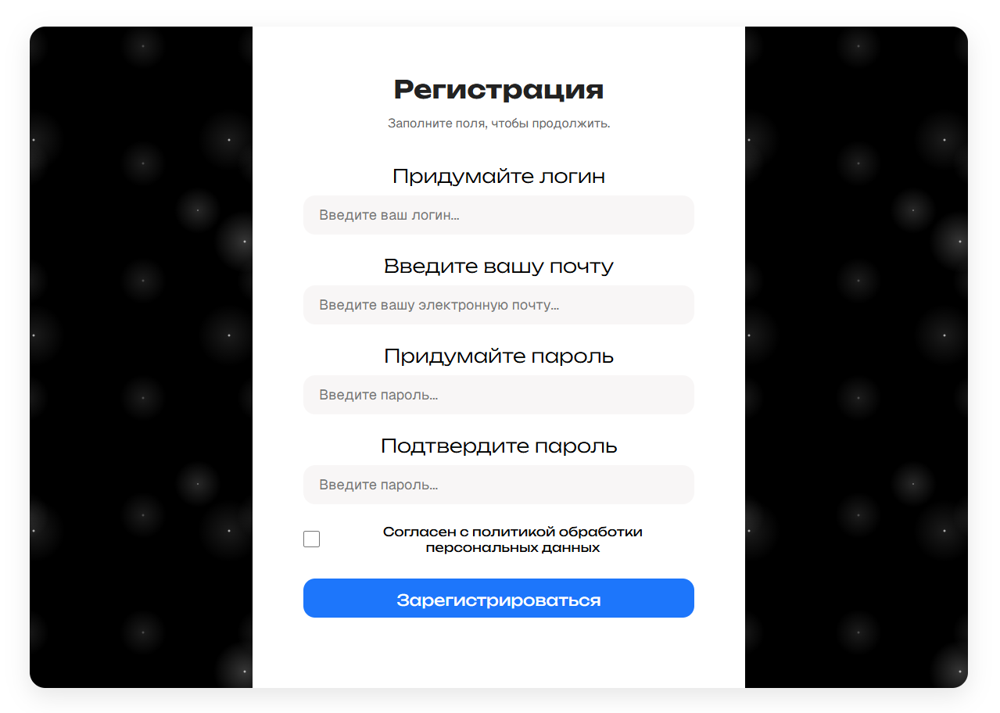 Регистрация
Заполните поля, чтобы продолжить.
Придумайте логин
Введите ваш логин...
Введите вашу почту
Введите вашу электронную почту...
Придумайте пароль
Введите пароль...
Подтвердите пароль
Введите пароль...
Согласен с политикой обработки
персональных данных
Зарегистрироваться